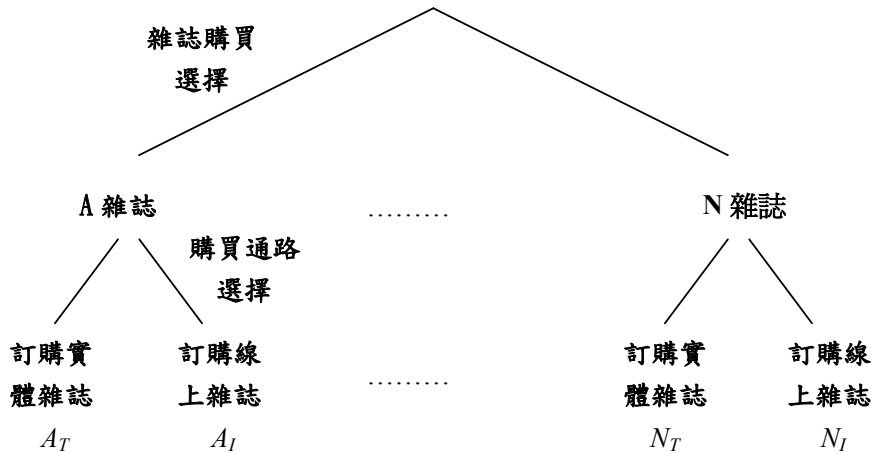 雜誌購買
選擇
A 雜誌
………
N 雜誌
購買通路
選擇
訂購實
體雜誌
訂購線
上雜誌
………
訂購實
體雜誌
訂購線
上雜誌
A_T
A_I
N_T
N_I